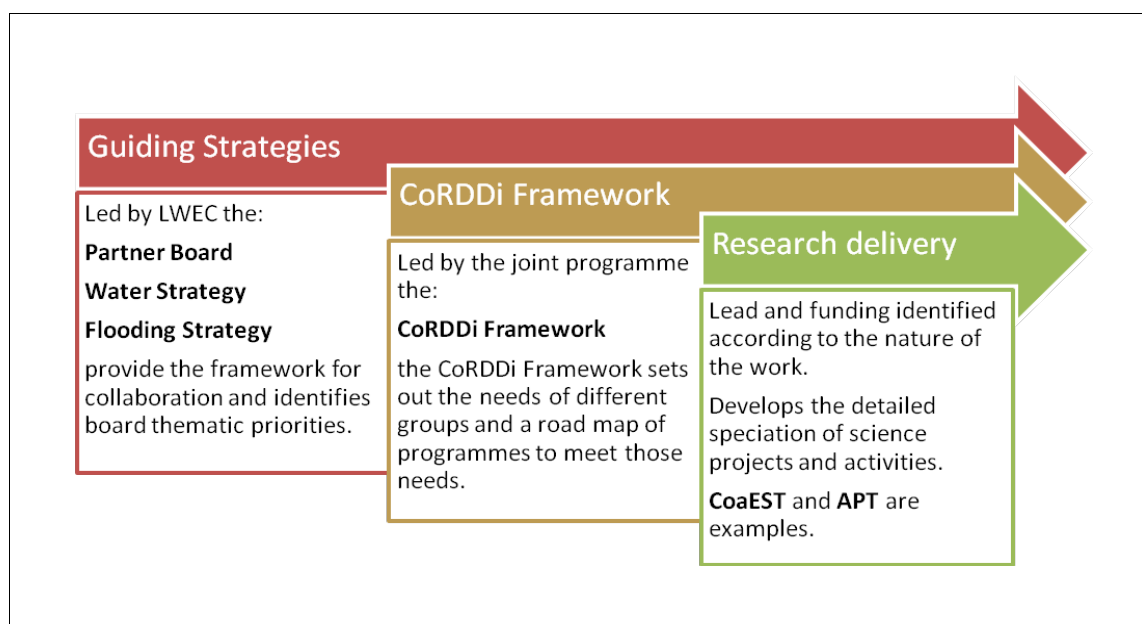 Guiding Strategies
Led by LWEC the:
Partner Board
Water Strategy
Flooding Strategy
provide the framework for
collaboration and identifies
board thematic priorities.
CoRDDi Framework
Led by the joint programme
the:
CoRDDi Framework
the CoRDDi Framework sets
out the needs of different
groups and a road map of
programmes to meet those
needs.
Research delivery
Lead and funding identified
according to the nature of
the work.
Develops the detailed
speciation of science
projects and activities.
CoaEST and APT are
examples.